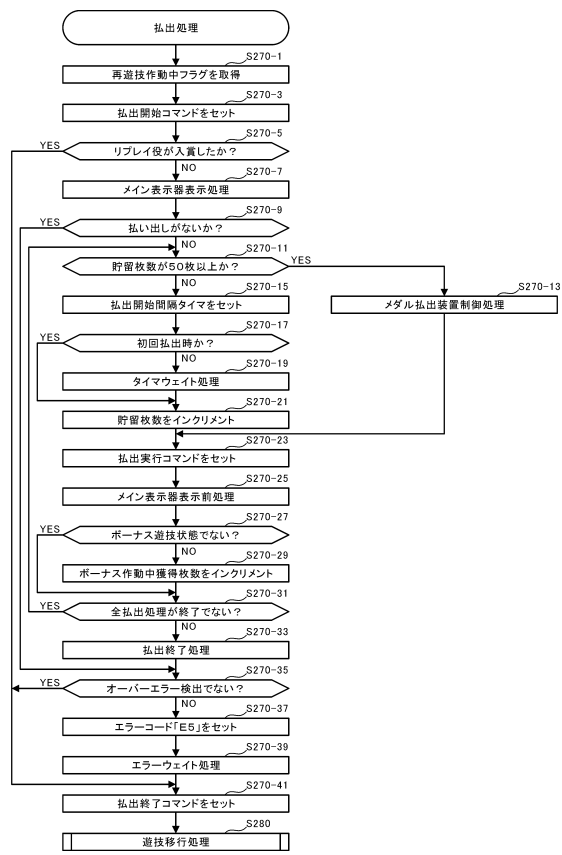 払出処理
S270-1
再遊技作動中フラグを取得
S270-3
払出開始コマンドをセット
S270-5
YES
リプレイ役が入賞したか？
NO
S270-7
メイン表示器表示処理
S270-9
YES
払い出しがないか？
NO
S270-11
貯留枚数が５０枚以上か？
YES
S270-13
メダル払出装置制御処理
S270-15
払出開始間隔タイマをセット
S270-17
YES
初回払出時か？
NO
S270-19
タイマウェイト処理
S270-21
貯留枚数をインクリメント
S270-23
払出実行コマンドをセット
S270-25
メイン表示器表示前処理
S270-27
YES
ボーナス遊技状態でない？
NO
S270-29
ボーナス作動中獲得枚数をインクリメント
S270-31
YES
全払出処理が終了でない？
NO
S270-33
払出終了処理
S270-35
YES
オーバーエラー検出でない？
NO
S270-37
エラーコード「Ｅ５」をセット
S270-39
エラーウェイト処理
S270-41
払出終了コマンドをセット
S280
遊技移行処理